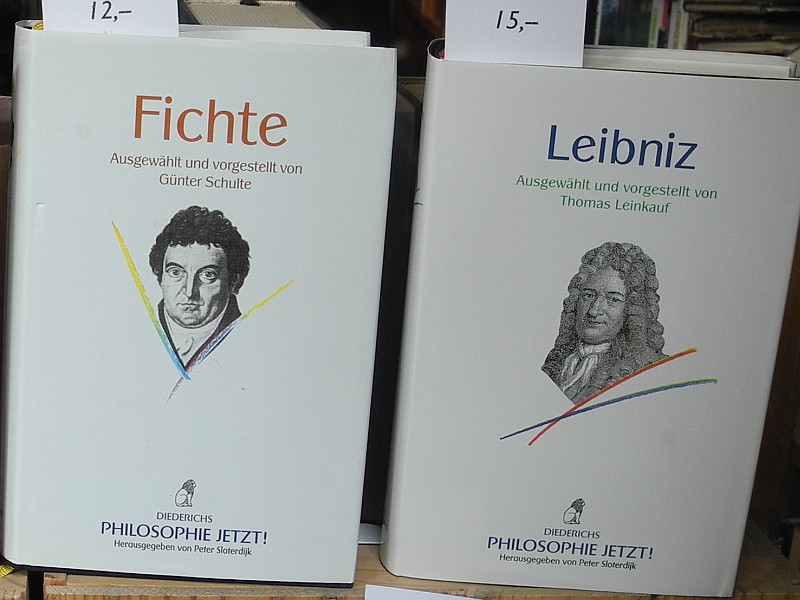 12,-
Fichte
Ausgewählt und vorgestellt von
Günter Schulte
DIEDERICHS
PHILOSOPHIE JETZT!
Herausgegeben von Peter Sloterdijk
15,-
Leibniz
Ausgewählt und vorgestellt von
Thomas Leinkauf
DIEDERICHS
PHILOSOPHIE JETZT!
Herausgegeben von Peter Sloterdijk